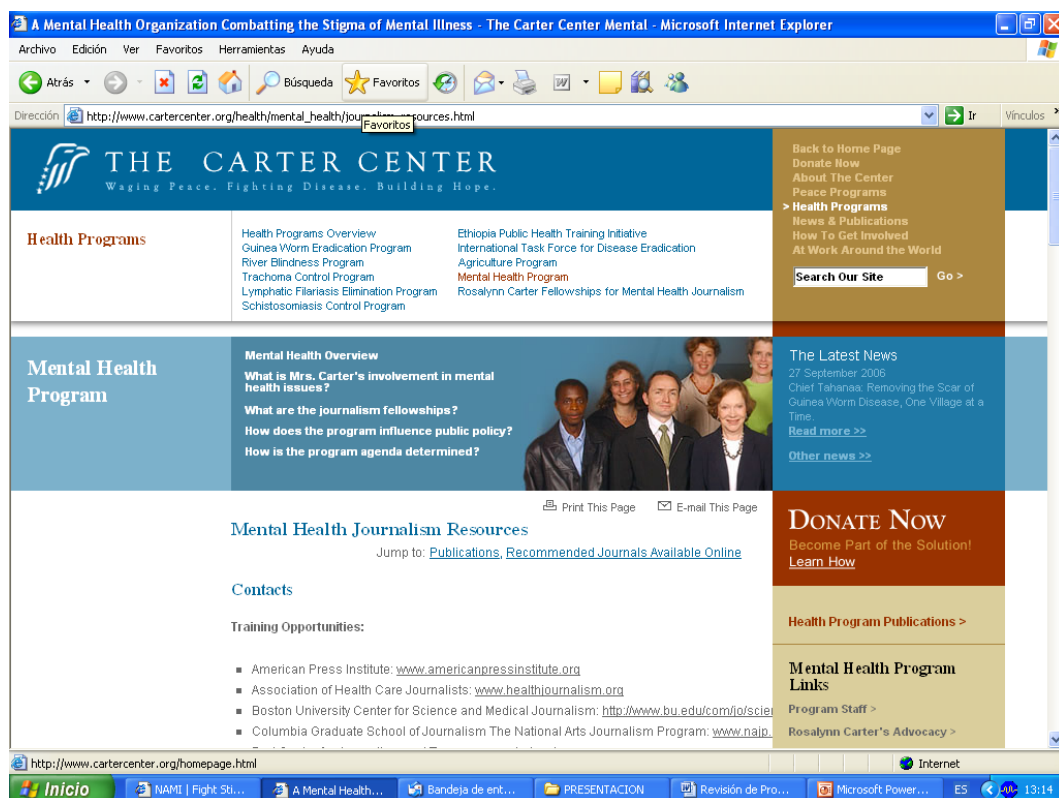 A Mental Health Organization Combatting the Stigma of Mental Illness - The Carter Center Mental - Microsoft Internet Explorer
Archivo Edición Ver Favoritos Herramientas Ayuda
Atrás Búsqueda Favoritos
Dirección http://www.cartercenter.org/health/mental_health/journalism_resources.html Ir Vínculos
Favoritos
THE CARTER CENTER
Waging Peace. Fighting Disease. Building Hope.
Back to Home Page
Donate Now
About The Center
Peace Programs
> Health Programs
News & Publications
How To Get Involved
At Work Around the World
Search Our Site Go >
Health Programs
Health Programs Overview
Guinea Worm Eradication Program
River Blindness Program
Trachoma Control Program
Lymphatic Filariasis Elimination Program
Schistosomiasis Control Program
Ethiopia Public Health Training Initiative
International Task Force for Disease Eradication
Agriculture Program
Mental Health Program
Rosalynn Carter Fellowships for Mental Health Journalism
Mental Health
Program
Mental Health Overview
What is Mrs. Carter's involvement in mental
health issues?
What are the journalism fellowships?
How does the program influence public policy?
How is the program agenda determined?
The Latest News
27 September 2006
Chief Tahanaa: Removing the Scar of
Guinea Worm Disease, One Village at a
Time.
Read more >>
Other news >>
Print This Page E-mail This Page
Mental Health Journalism Resources
Jump to: Publications, Recommended Journals Available Online
Contacts
Training Opportunities:
American Press Institute: www.americanpressinstitute.org
Association of Health Care Journalists: www.healthjournalism.org
Boston University Center for Science and Medical Journalism: http://www.bu.edu/com/jo/scien
Columbia Graduate School of Journalism The National Arts Journalism Program: www.najp.
DONATE NOW
Become Part of the Solution!
Learn How
Health Program Publications >
Mental Health Program
Links
Program Staff >
Rosalynn Carter's Advocacy >
http://www.cartercenter.org/homepage.html Internet
Inicio NAMI | Fight Sti... A Mental Health... Bandeja de ent... PRESENTACION Revisión de Pro... Microsoft Power... ES 13:14